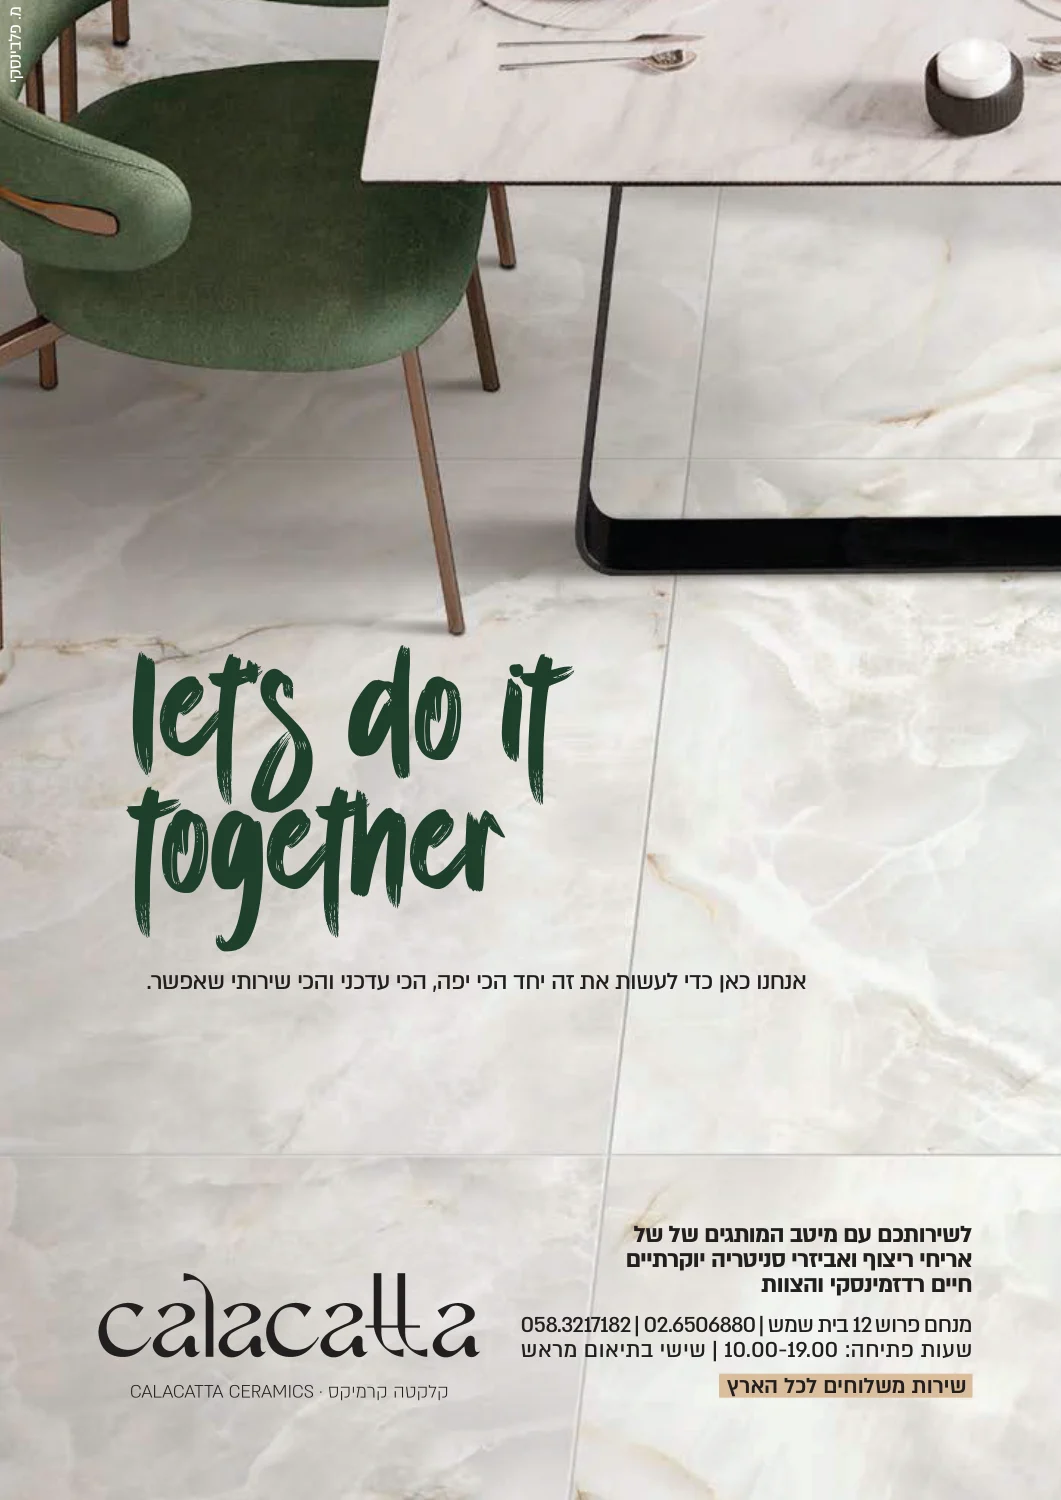 מ. פלבינסקי
let's do it
together
אנחנו כאן כדי לעשות את זה יחד הכי יפה, הכי עדכני והכי שירותי שאפשר.
לשירותכם עם מיטב המותגים של של
אריחי ריצוף ואביזרי סניטריה יוקרתיים
חיים רדזמינסקי והצוות
מנחם פרוש 12 בית שמש | 02.6506880 | 058.3217182
שעות פתיחה: 10.00-19.00 | שישי בתיאום מראש
שירות משלוחים לכל הארץ
calacatta
קלקטה קרמיקס · CALACATTA CERAMICS